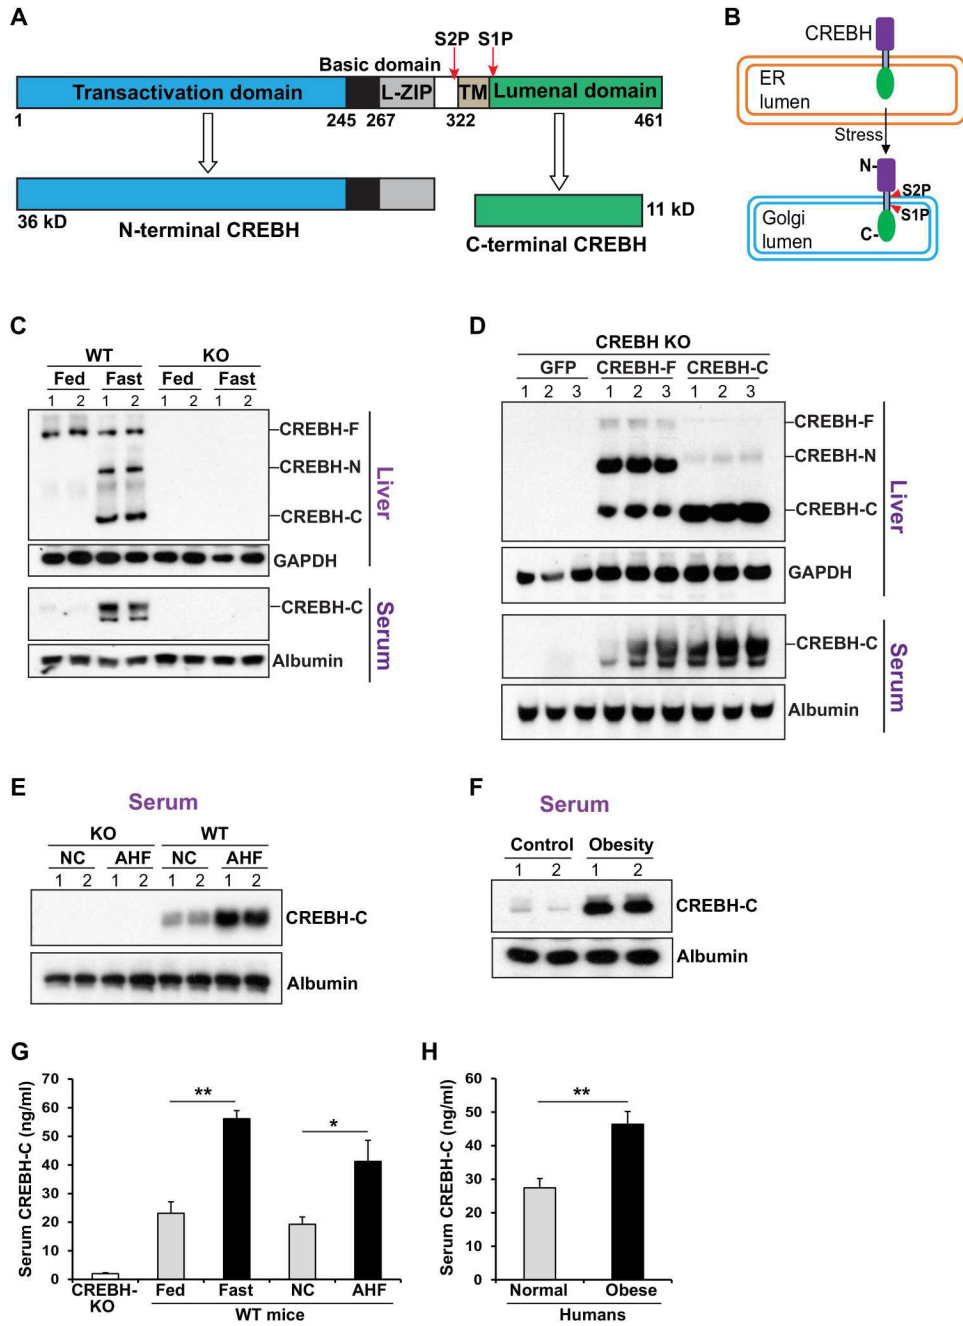 A
S2P S1P
Basic domain
Transactivation domain L-ZIP TM Lumenal domain
1 245 267 322 461
36 kD
N-terminal CREBH
11 kD
C-terminal CREBH
B
CREBH
ER
lumen
Stress
N-
S2P
S1P
Golgi
lumen
C-
C
WT KO
Fed Fast Fed Fast
1 2 1 2 1 2 1 2
CREBH-F
CREBH-N
CREBH-C
GAPDH
Liver
CREBH-C
Albumin
Serum
D
CREBH KO
GFP CREBH-F CREBH-C
1 2 3 1 2 3 1 2 3
CREBH-F
CREBH-N
CREBH-C
GAPDH
Liver
CREBH-C
Albumin
Serum
E
Serum
KO WT
NC AHF NC AHF
1 2 1 2 1 2 1 2
CREBH-C
Albumin
F
Serum
Control Obesity
1 2 1 2
CREBH-C
Albumin
G
Serum CREBH-C (ng/ml)
70
60
50
40
30
20
10
0
** *
CREBH-
KO
Fed Fast NC AHF
WT mice
H
Serum CREBH-C (ng/ml)
60
50
40
30
20
10
0
**
Normal Obese
Humans